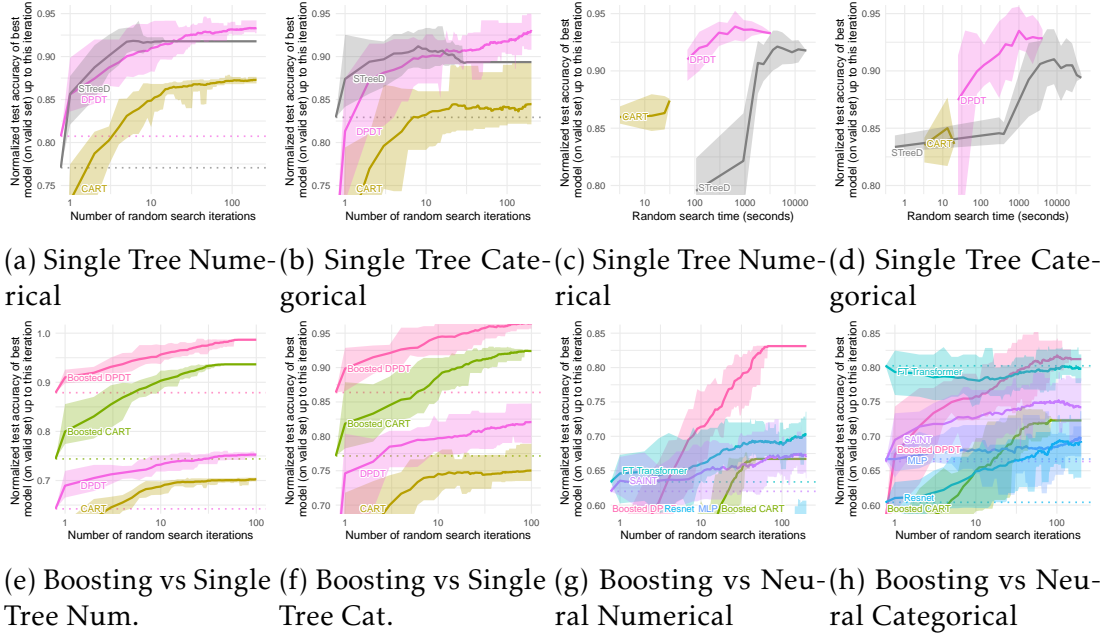 Normalized test accuracy of best
model (on valid set) up to this iteration
0.95
0.90
0.85
0.80
0.75
STreeD
DPDT
CART
1
10
100
Number of random search iterations
Normalized test accuracy of best
model (on valid set) up to this iteration
0.95
0.90
0.85
0.80
0.75
STreeD
DPDT
CART
1
10
100
Number of random search iterations
Normalized test accuracy of best
model (on valid set) up to this iteration
0.95
0.90
0.85
0.80
DPDT
CART
STreeD
1
10
100
1000
10000
Random search time (seconds)
Normalized test accuracy of best
model (on valid set) up to this iteration
0.95
0.90
0.85
0.80
DPDT
CART
STreeD
1
10
100
1000
10000
Random search time (seconds)
(a) Single Tree Nume-
rical
(b) Single Tree Cate-
gorical
(c) Single Tree Nume-
rical
(d) Single Tree Cate-
gorical
Normalized test accuracy of best
model (on valid set) up to this iteration
1.0
0.9
0.8
0.7
Boosted DPDT
Boosted CART
DPDT
CART
1
10
100
Number of random search iterations
Normalized test accuracy of best
model (on valid set) up to this iteration
0.95
0.90
0.85
0.80
0.75
0.70
Boosted DPDT
Boosted CART
DPDT
CART
1
10
100
Number of random search iterations
Normalized test accuracy of best
model (on valid set) up to this iteration
0.85
0.80
0.75
0.70
0.65
0.60
FT Transformer
SAINT
Resnet
MLP
Boosted CART
1
10
100
Number of random search iterations
Normalized test accuracy of best
model (on valid set) up to this iteration
0.85
0.80
0.75
0.70
0.65
0.60
FT Transformer
SAINT
Boosted DPDT
MLP
Resnet
Boosted CART
1
10
100
Number of random search iterations
(e) Boosting vs Single
Tree Num.
(f) Boosting vs Single
Tree Cat.
(g) Boosting vs Neu-
ral Numerical
(h) Boosting vs Neu-
ral Categorical